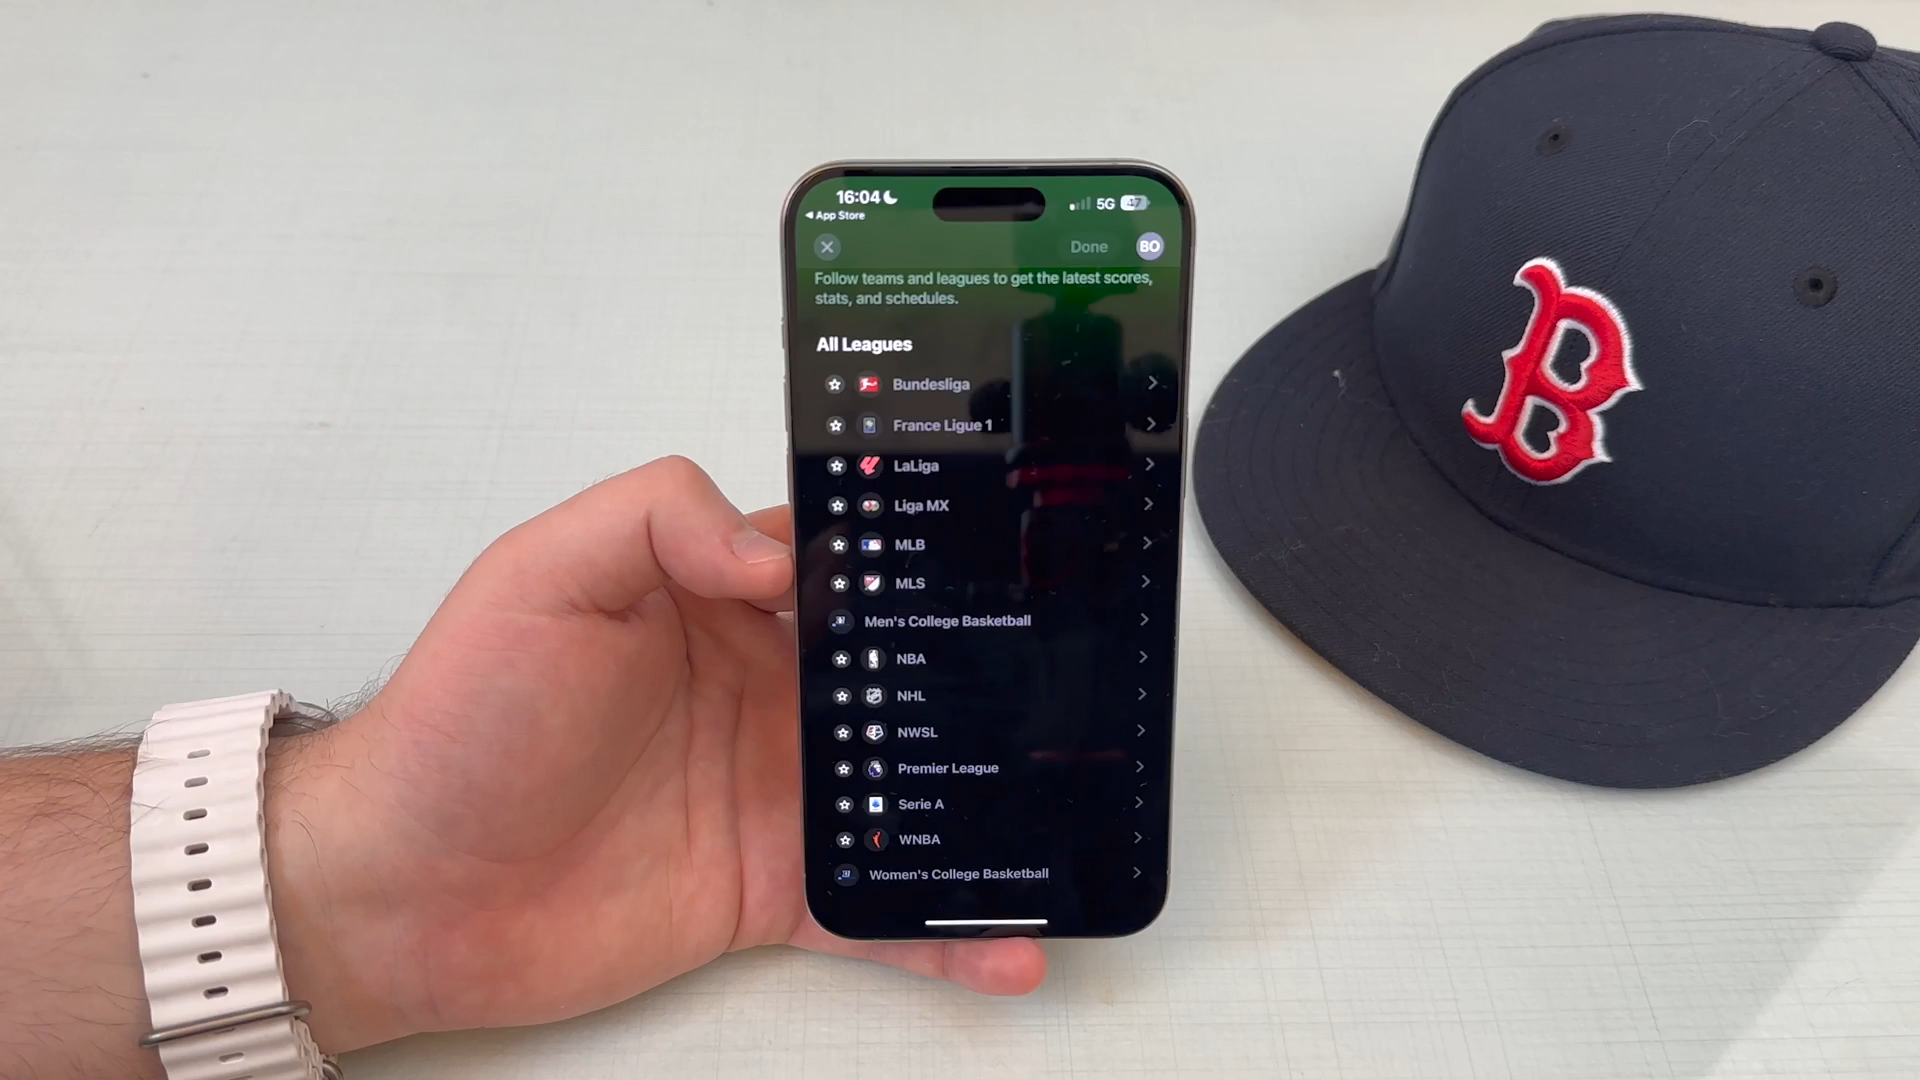 16:04
5G 47
App Store
Done
BO
Follow teams and leagues to get the latest scores,
stats, and schedules.
All Leagues
Bundesliga
France Ligue 1
LaLiga
Liga MX
MLB
MLS
Men's College Basketball
NBA
NHL
NWSL
Premier League
Serie A
WNBA
Women's College Basketball
B